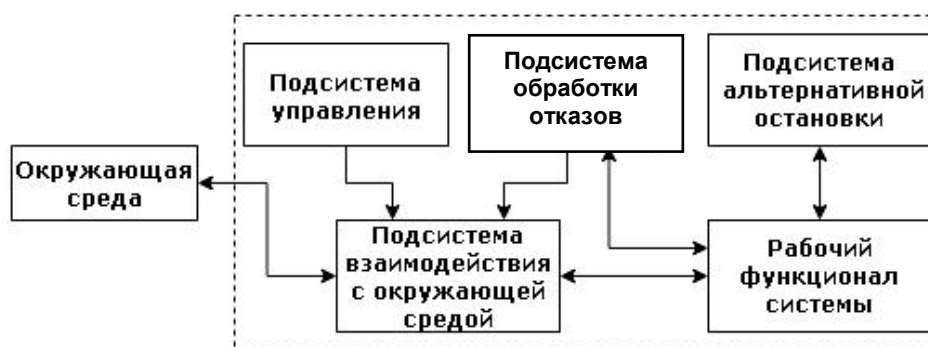 Подсистема
управления
Подсистема
обработки
отказов
Подсистема
альтернативной
остановки
Окружающая
среда
Подсистема
взаимодействия
с окружающей
средой
Рабочий
функционал
системы